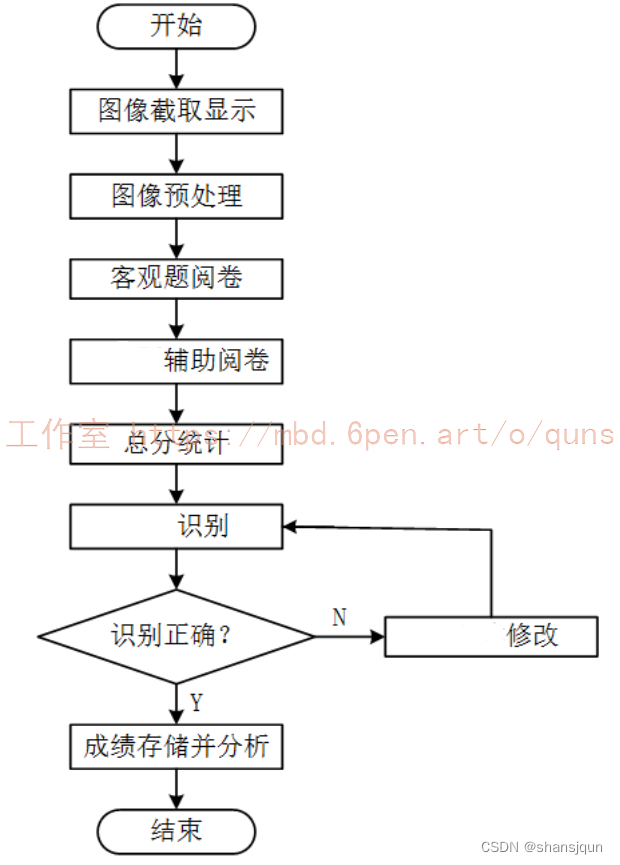 开始
图像截取显示
图像预处理
客观题阅卷
辅助阅卷
工作室 https://mbd.6pen.art/o/quns
总分统计
识别
识别正确?
N
修改
Y
成绩存储并分析
结束
CSDN @shansjqun